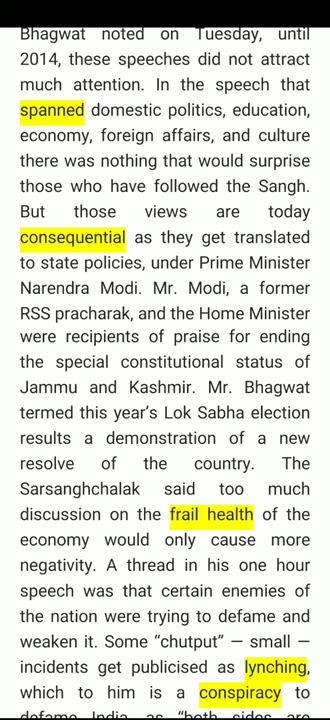 Bhagwat noted on Tuesday, until
2014, these speeches did not attract
much attention. In the speech that
spanned domestic politics, education,
economy, foreign affairs, and culture
there was nothing that would surprise
those who have followed the Sangh.
But those views are today
consequential as they get translated
to state policies, under Prime Minister
Narendra Modi. Mr. Modi, a former
RSS pracharak, and the Home Minister
were recipients of praise for ending
the special constitutional status of
Jammu and Kashmir. Mr. Bhagwat
termed this year’s Lok Sabha election
results a demonstration of a new
resolve of the country. The
Sarsanghchalak said too much
discussion on the frail health of the
economy would only cause more
negativity. A thread in his one hour
speech was that certain enemies of
the nation were trying to defame and
weaken it. Some “chutput” — small —
incidents get publicised as lynching,
which to him is a conspiracy to
defame India, as “both sides are